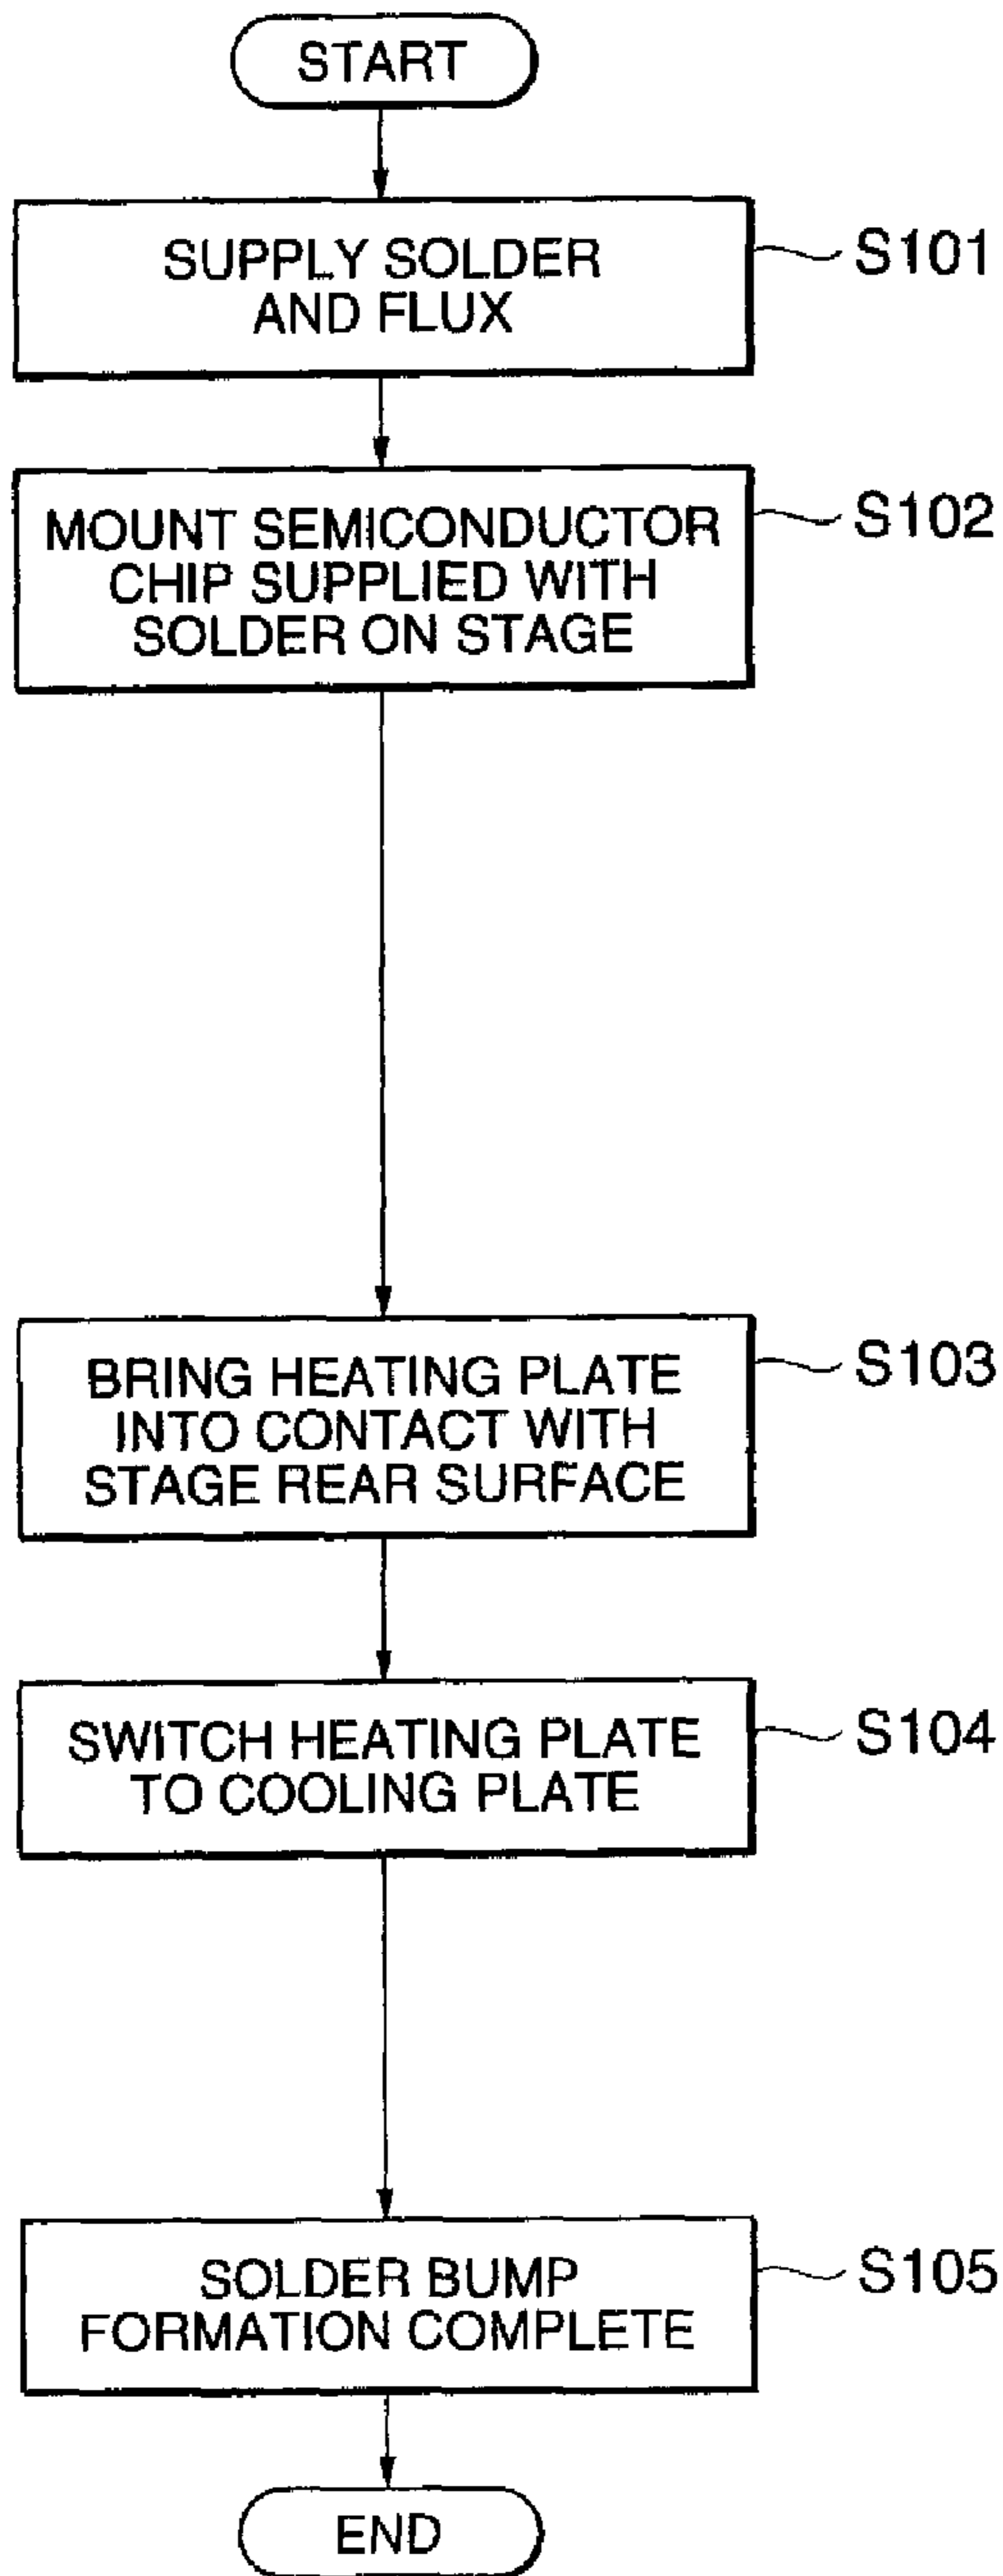 START
SUPPLY SOLDER
AND FLUX
S101
MOUNT SEMICONDUCTOR
CHIP SUPPLIED WITH
SOLDER ON STAGE
S102
BRING HEATING PLATE
INTO CONTACT WITH
STAGE REAR SURFACE
S103
SWITCH HEATING PLATE
TO COOLING PLATE
S104
SOLDER BUMP
FORMATION COMPLETE
S105
END